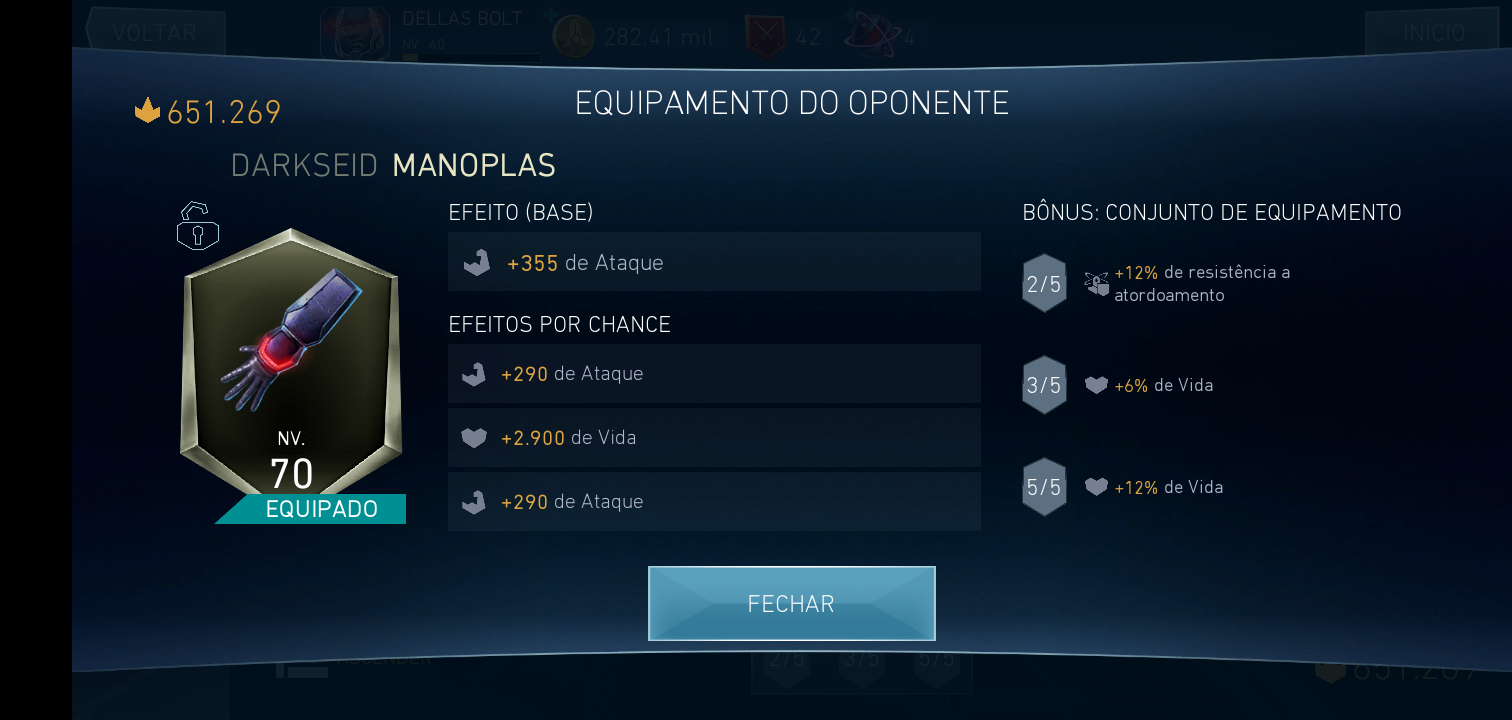 VOLTAR
DELLAS BOLT
NV. 60
282,41 mil
42
4
INÍCIO
651.269
EQUIPAMENTO DO OPONENTE
DARKSEID MANOPLAS
NV.
70
EQUIPADO
EFEITO (BASE)
+355 de Ataque
EFEITOS POR CHANCE
+290 de Ataque
+2.900 de Vida
+290 de Ataque
BÔNUS: CONJUNTO DE EQUIPAMENTO
2/5
+12% de resistência a
atordoamento
3/5
+6% de Vida
5/5
+12% de Vida
FECHAR
2/5
3/5
5/5
651.269